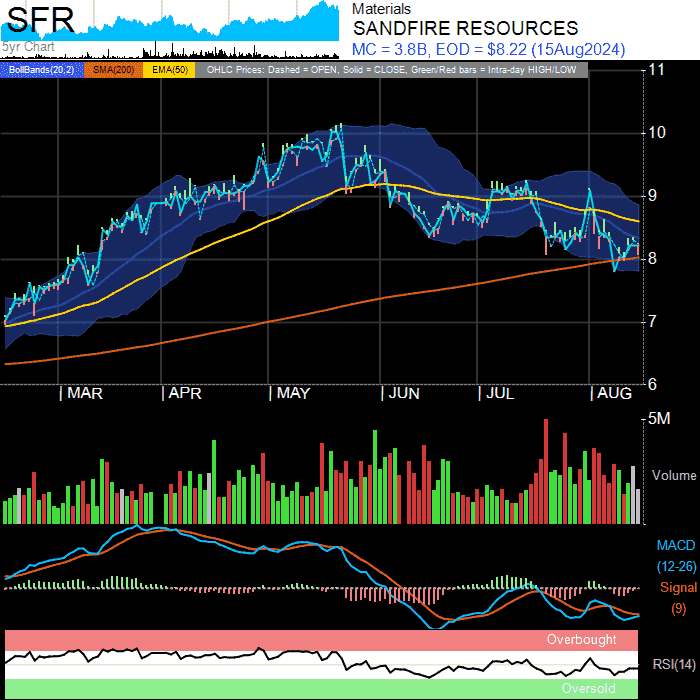 SFR
5yr Chart
Materials
SANDFIRE RESOURCES
MC = 3.8B, EOD = $8.22 (15Aug2024)
BollBands(20,2) SMA(200) EMA(50) OHLC Prices: Dashed = OPEN, Solid = CLOSE, Green/Red bars = Intra-day HIGH/LOW
11
10
9
8
7
6
MAR APR MAY JUN JUL AUG
5M
Volume
MACD
(12-26)
Signal
(9)
Overbought
RSI(14)
Oversold